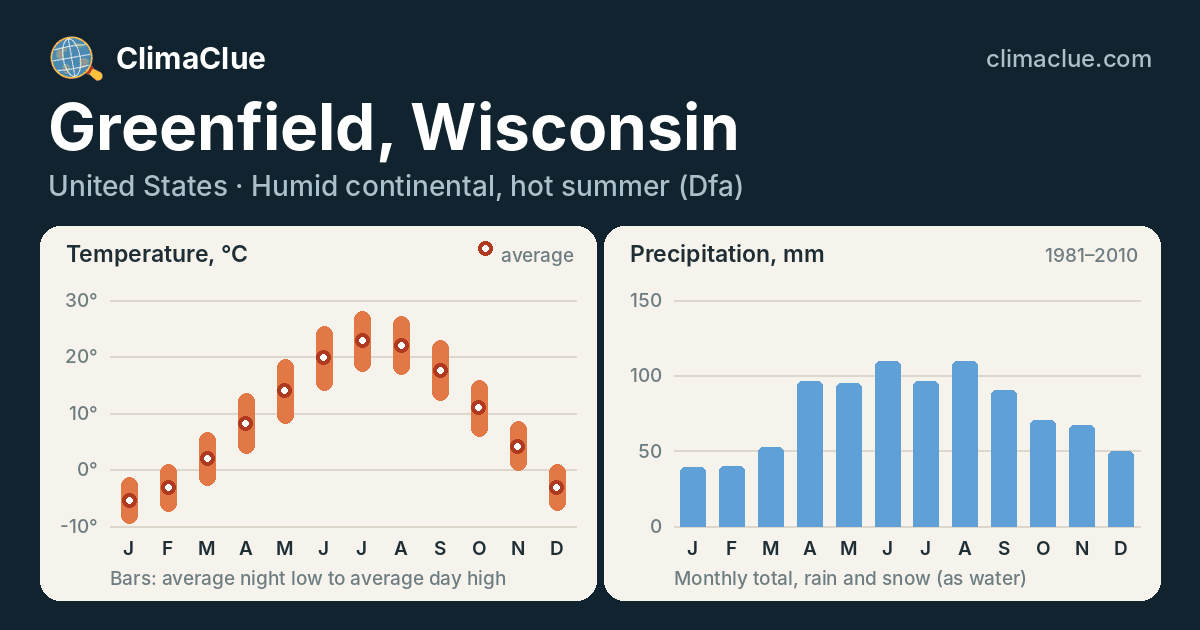 ClimaClue
climaclue.com
Greenfield, Wisconsin
United States · Humid continental, hot summer (Dfa)
Temperature, °C
average
30°
20°
10°
0°
-10°
J F M A M J J A S O N D
Bars: average night low to average day high
Precipitation, mm
1981–2010
150
100
50
0
J F M A M J J A S O N D
Monthly total, rain and snow (as water)